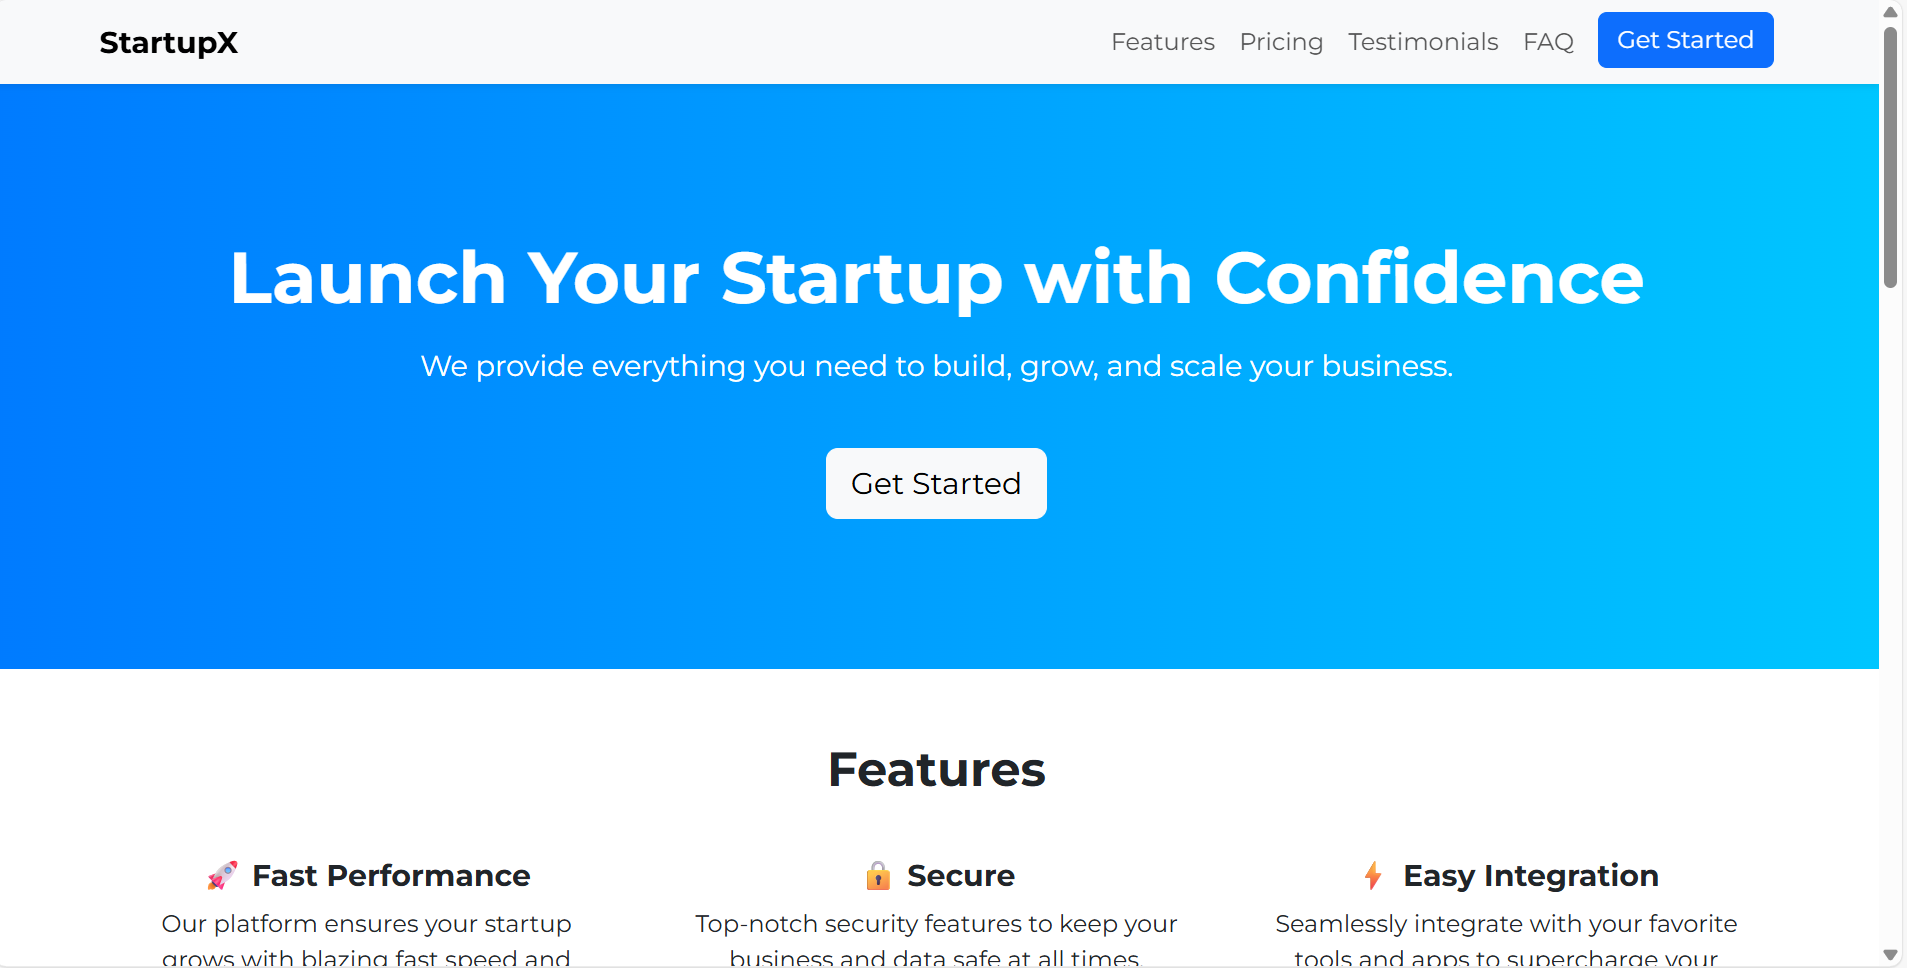 StartupX
Features Pricing Testimonials FAQ Get Started
Launch Your Startup with Confidence
We provide everything you need to build, grow, and scale your business.
Get Started
Features
Fast Performance
Our platform ensures your startup
grows with blazing fast speed and
Secure
Top-notch security features to keep your
business and data safe at all times.
Easy Integration
Seamlessly integrate with your favorite
tools and apps to supercharge your